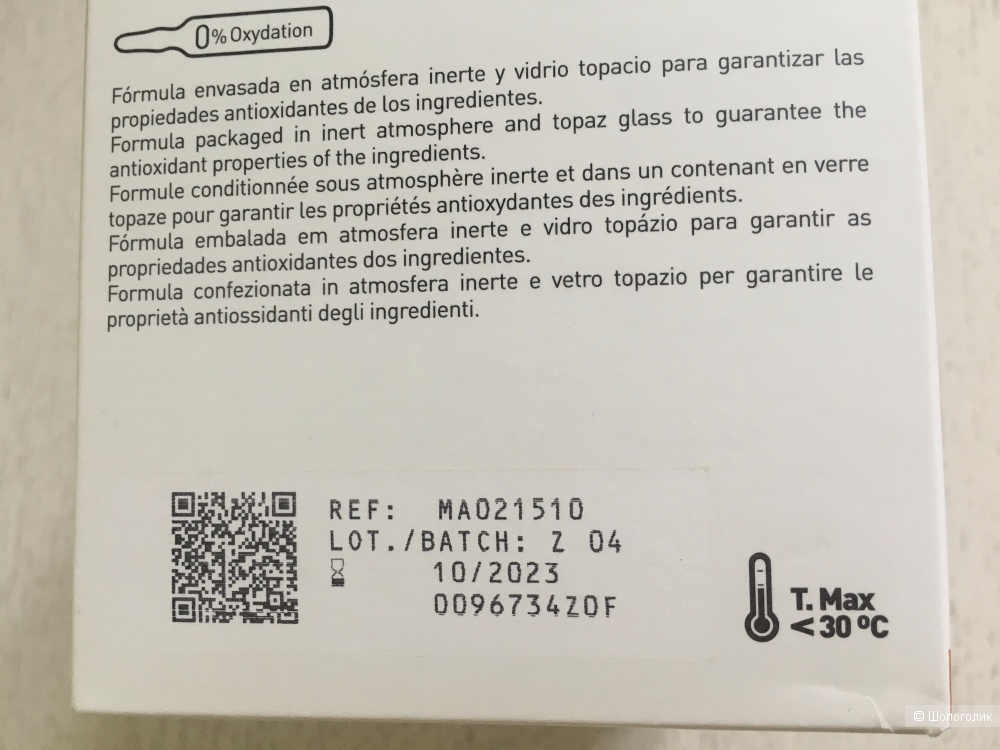 0% Oxydation
Fórmula envasada en atmósfera inerte y vidrio topacio para garantizar las
propiedades antioxidantes de los ingredientes.
Formula packaged in inert atmosphere and topaz glass to guarantee the
antioxidant properties of the ingredients.
Formule conditionnée sous atmosphère inerte et dans un contenant en verre
topaze pour garantir les propriétés antioxydantes des ingrédients.
Fórmula embalada em atmosfera inerte e vidro topázio para garantir as
propriedades antioxidantes dos ingredientes.
Formula confezionata in atmosfera inerte e vetro topazio per garantire le
proprietà antiossidanti degli ingredienti.
REF: MA021510
LOT./BATCH: Z 04
10/2023
0096734Z0F
T. Max
< 30 ºC
© Шопоголик